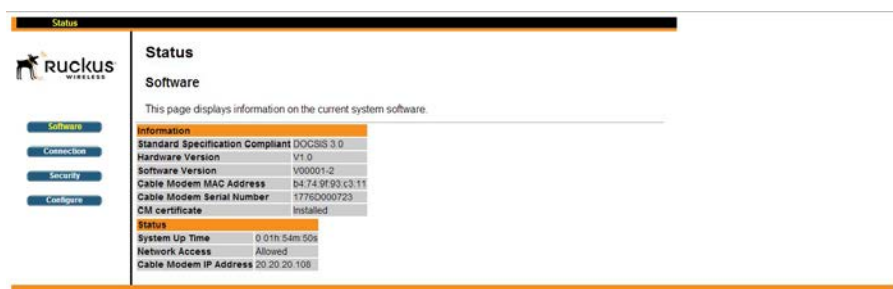 Status
RUCKUS
WIRELESS
Software
Connection
Security
Configure
Status
Software
This page displays information on the current system software.
Information
Standard Specification Compliant DOCSIS 3.0
Hardware Version V1.0
Software Version V00001-2
Cable Modem MAC Address b4:74:9f:93:c3:11
Cable Modem Serial Number 1776D000723
CM certificate Installed
Status
System Up Time 0 01h:54m:50s
Network Access Allowed
Cable Modem IP Address 20.20.20.108